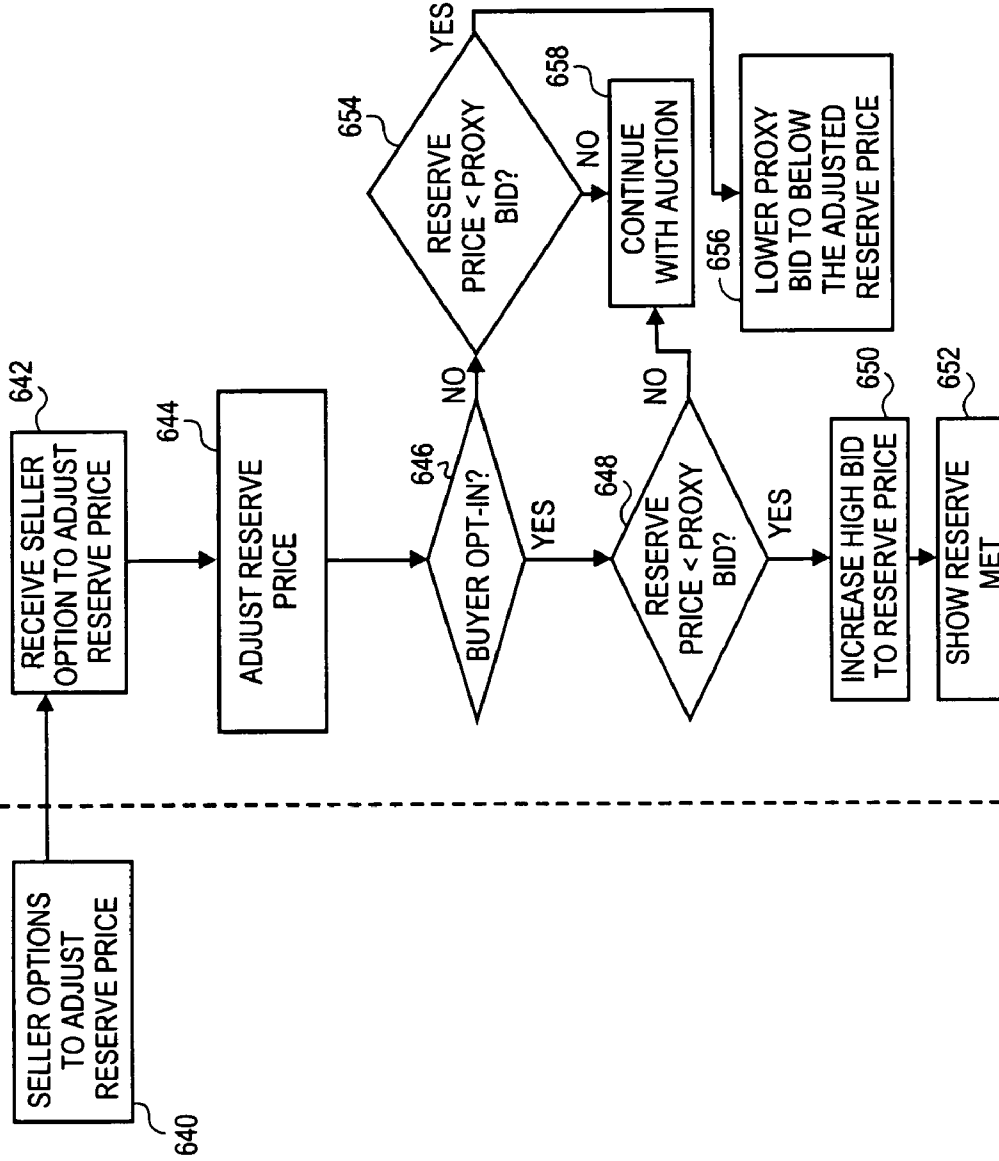 640
SELLER OPTIONS
TO ADJUST
RESERVE PRICE
642
RECEIVE SELLER
OPTION TO ADJUST
RESERVE PRICE
644
ADJUST RESERVE
PRICE
646
BUYER OPT-IN?
NO
YES
654
RESERVE
PRICE < PROXY
BID?
YES
NO
648
RESERVE
PRICE < PROXY
BID?
NO
YES
658
CONTINUE
WITH AUCTION
656
LOWER PROXY
BID TO BELOW
THE ADJUSTED
RESERVE PRICE
650
INCREASE HIGH BID
TO RESERVE PRICE
652
SHOW RESERVE
MET